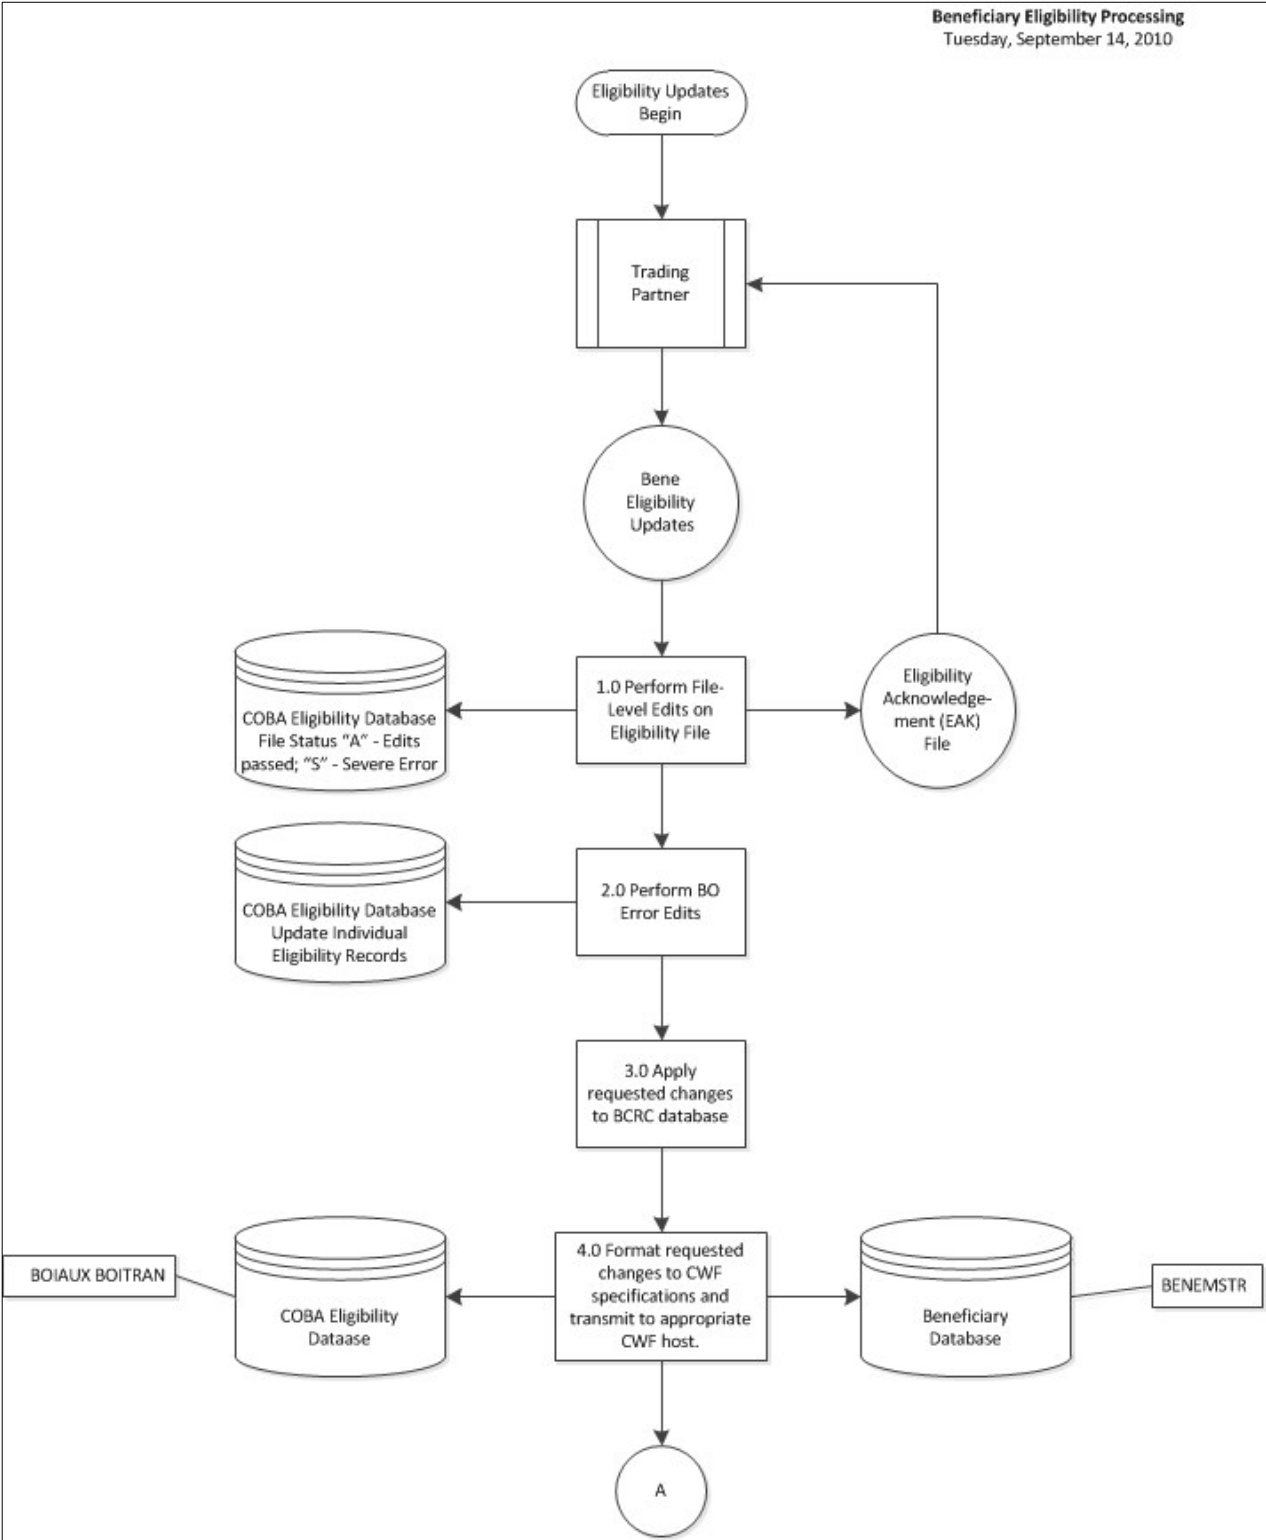 Beneficiary Eligibility Processing
Tuesday, September 14, 2010
Eligibility Updates
Begin
Trading
Partner
Bene
Eligibility
Updates
COBA Eligibility Database
File Status "A" - Edits
passed; "S" - Severe Error
1.0 Perform File-
Level Edits on
Eligibility File
Eligibility
Acknowledge-
ment (EAK)
File
COBA Eligibility Database
Update Individual
Eligibility Records
2.0 Perform BO
Error Edits
3.0 Apply
requested changes
to BCRC database
BOIAUX BOITRAN
COBA Eligibility
Dataase
4.0 Format requested
changes to CWF
specifications and
transmit to appropriate
CWF host.
Beneficiary
Database
BENEMSTR
A